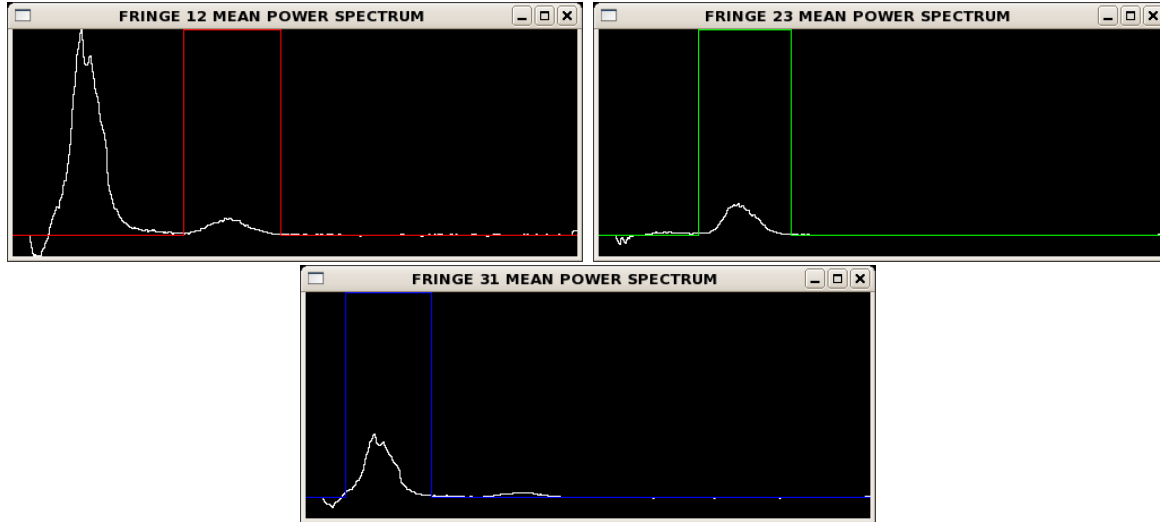 FRINGE 12 MEAN POWER SPECTRUM
FRINGE 23 MEAN POWER SPECTRUM
FRINGE 31 MEAN POWER SPECTRUM